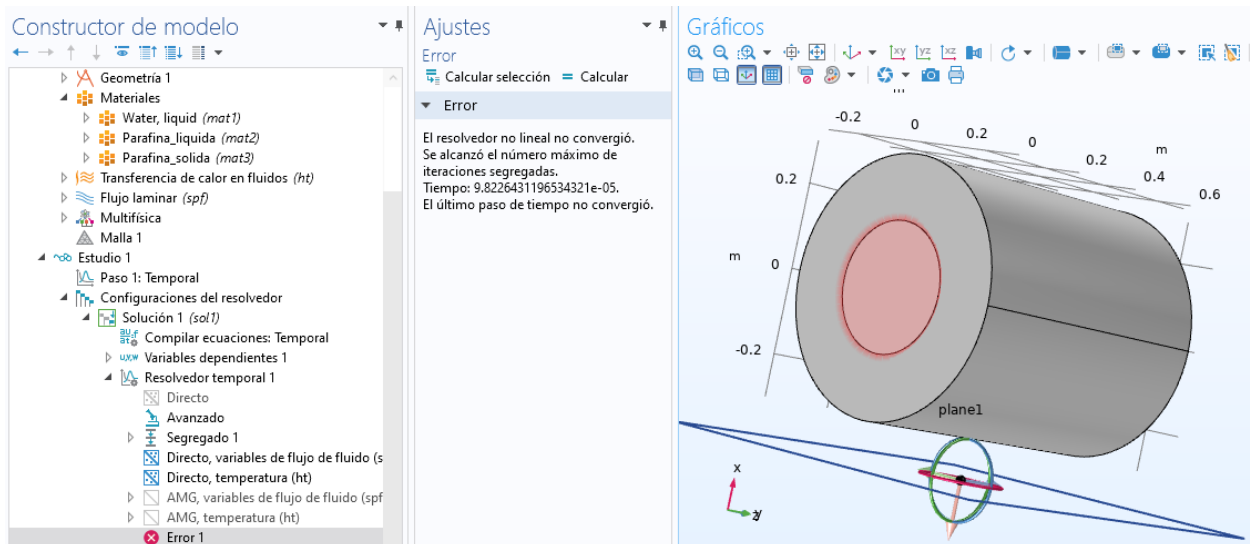 Constructor de modelo
Geometría 1
Materiales
Water, liquid (mat1)
Parafina_liquida (mat2)
Parafina_solida (mat3)
Transferencia de calor en fluidos (ht)
Flujo laminar (spf)
Multifísica
Malla 1
Estudio 1
Paso 1: Temporal
Configuraciones del resolvedor
Solución 1 (sol1)
Compilar ecuaciones: Temporal
Variables dependientes 1
Resolvedor temporal 1
Directo
Avanzado
Segregado 1
Directo, variables de flujo de fluido (s
Directo, temperatura (ht)
AMG, variables de flujo de fluido (spf
AMG, temperatura (ht)
Error 1
Ajustes
Error
Calcular selección = Calcular
Error
El resolvedor no lineal no convergió.
Se alcanzó el número máximo de
iteraciones segregadas.
Tiempo: 9.8226431196534321e-05.
El último paso de tiempo no convergió.
Gráficos
xy yz xz
m
-0.2 0 0.2 0 0.2 m 0.4 0.6
0.2
m 0
-0.2
plane1
x
y z